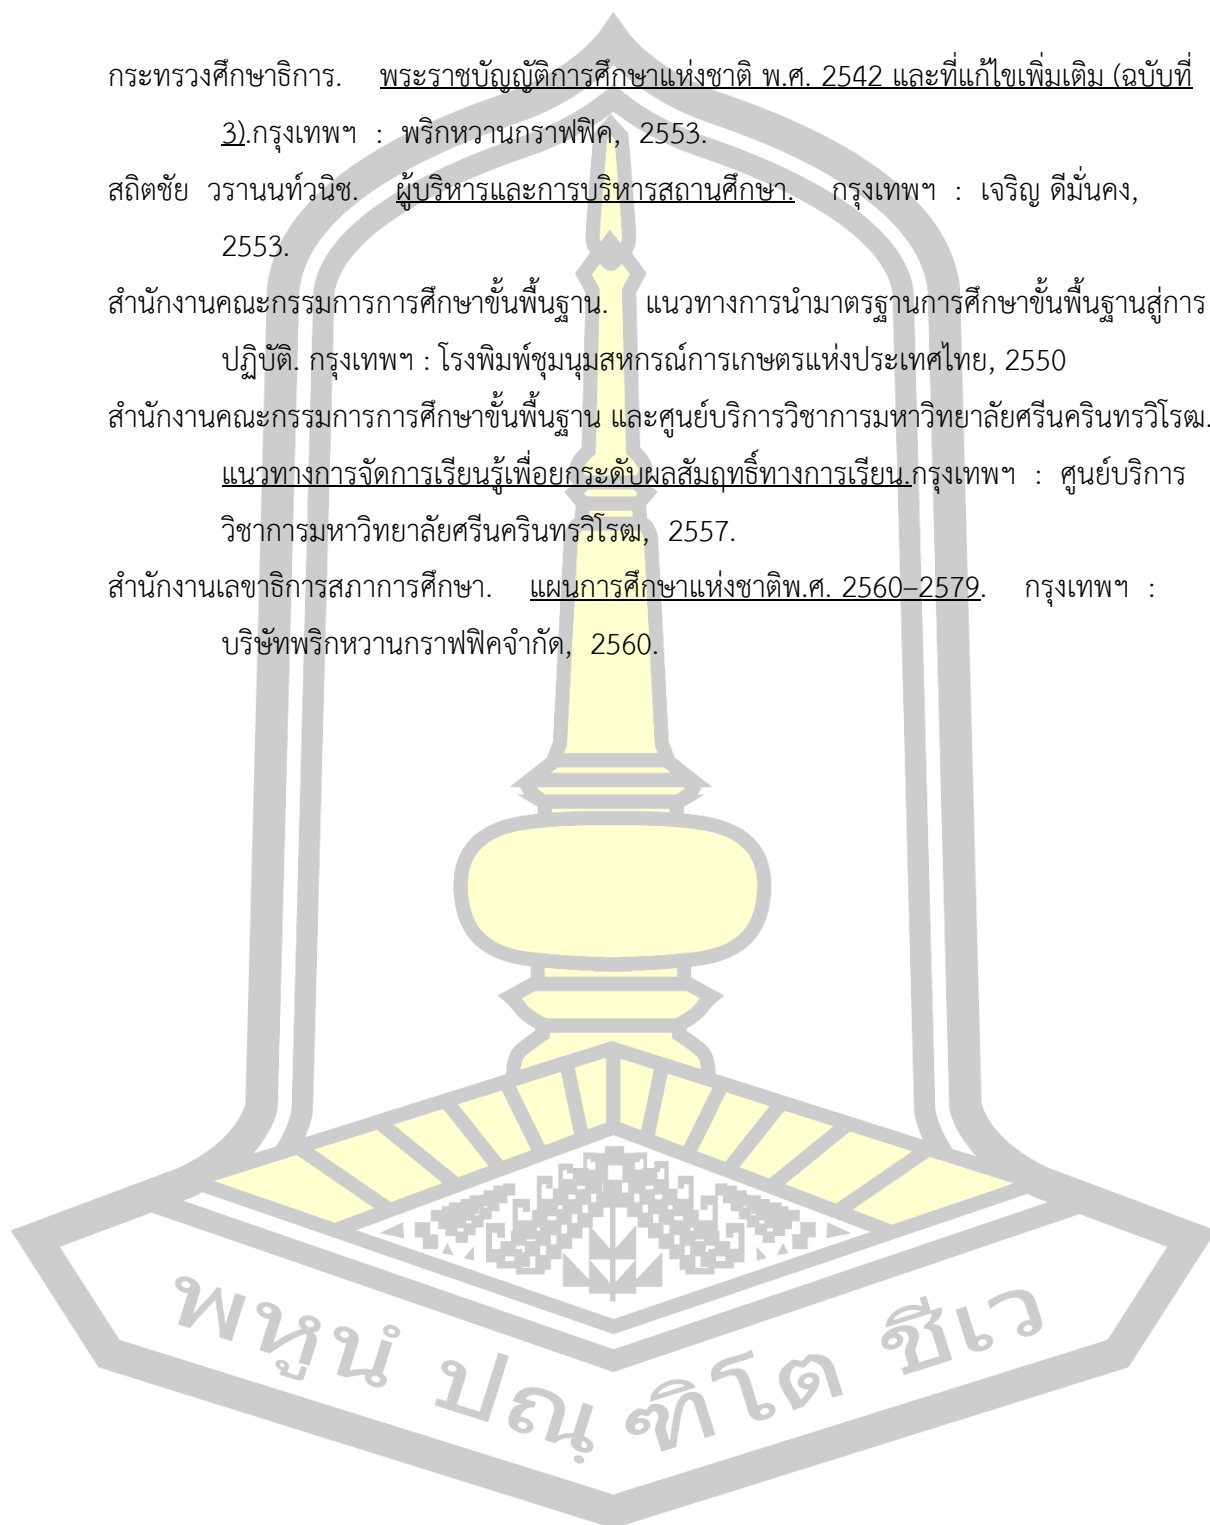 กระทรวงศึกษาธิการ. พระราชบัญญัติการศึกษาแห่งชาติ พ.ศ. 2542 และที่แก้ไขเพิ่มเติม (ฉบับที่
3).กรุงเทพฯ : พริกหวานกราฟฟิค, 2553.
สถิตชัย วรานนท์วนิช. ผู้บริหารและการบริหารสถานศึกษา. กรุงเทพฯ : เจริญ ดีมั่นคง,
2553.
สำนักงานคณะกรรมการการศึกษาขั้นพื้นฐาน. แนวทางการนำมาตรฐานการศึกษาขั้นพื้นฐานสู่การ
ปฏิบัติ. กรุงเทพฯ : โรงพิมพ์ชุมนุมสหกรณ์การเกษตรแห่งประเทศไทย, 2550
สำนักงานคณะกรรมการการศึกษาขั้นพื้นฐาน และศูนย์บริการวิชาการมหาวิทยาลัยศรีนครินทรวิโรฒ.
แนวทางการจัดการเรียนรู้เพื่อยกระดับผลสัมฤทธิ์ทางการเรียน.กรุงเทพฯ : ศูนย์บริการ
วิชาการมหาวิทยาลัยศรีนครินทรวิโรฒ, 2557.
สำนักงานเลขาธิการสภาการศึกษา. แผนการศึกษาแห่งชาติพ.ศ. 2560–2579. กรุงเทพฯ :
บริษัทพริกหวานกราฟฟิคจำกัด, 2560.
พหูนํ ปณฺ ฑิโต ชีเว